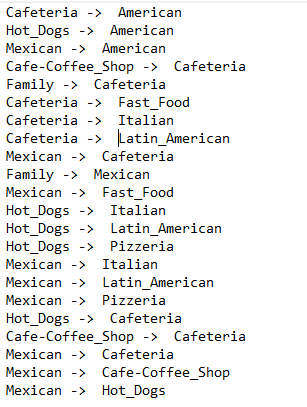 Cafeteria ->  American
Hot_Dogs ->  American
Mexican ->  American
Cafe-Coffee_Shop ->  Cafeteria
Family ->  Cafeteria
Cafeteria ->  Fast_Food
Cafeteria ->  Italian
Cafeteria ->  Latin_American
Mexican ->  Cafeteria
Family ->  Mexican
Mexican ->  Fast_Food
Hot_Dogs ->  Italian
Hot_Dogs ->  Latin_American
Hot_Dogs ->  Pizzeria
Mexican ->  Italian
Mexican ->  Latin_American
Mexican ->  Pizzeria
Hot_Dogs ->  Cafeteria
Cafe-Coffee_Shop ->  Cafeteria
Mexican ->  Cafeteria
Mexican ->  Cafe-Coffee_Shop
Mexican ->  Hot_Dogs